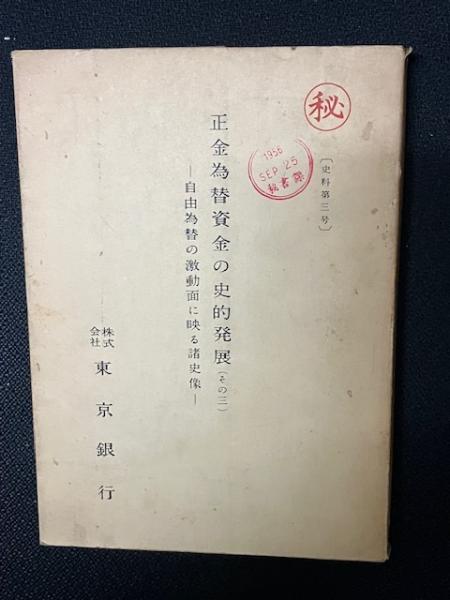 秘
〔史料第三号〕
1956
SEP 25
秘書課
正金為替資金の史的発展(その三)
―自由為替の激動面に映る諸史像―
株式会社 東京銀行